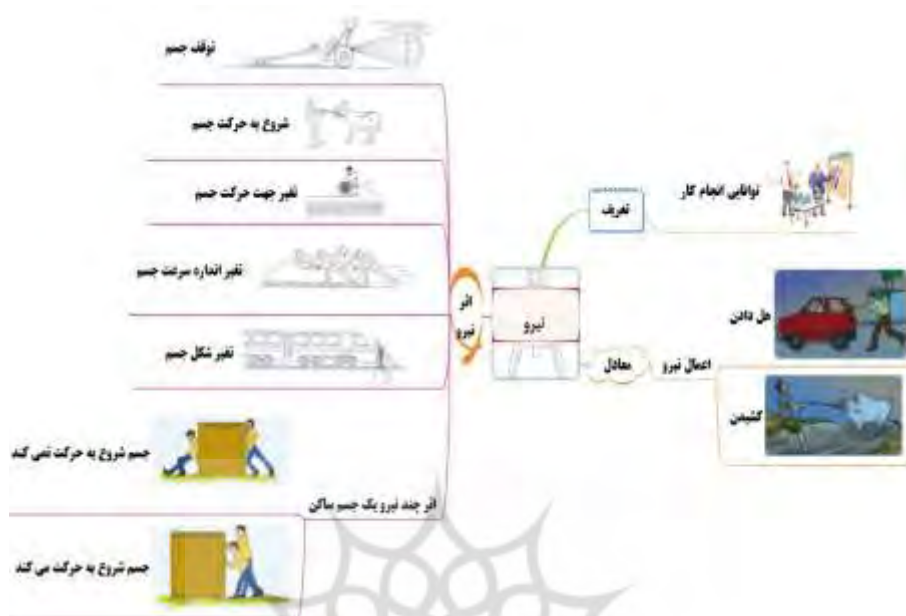 نیرو
تعریف
توانایی انجام کار
معادل
اعمال نیرو
هل دادن
کشیدن
اثر
نیرو
توقف جسم
شروع به حرکت جسم
تغیر جهت حرکت جسم
تغیر اندازه سرعت جسم
تغیر شکل جسم
اثر چند نیرو یک جسم ساکن
جسم شروع به حرکت نمی کند
جسم شروع به حرکت می کند